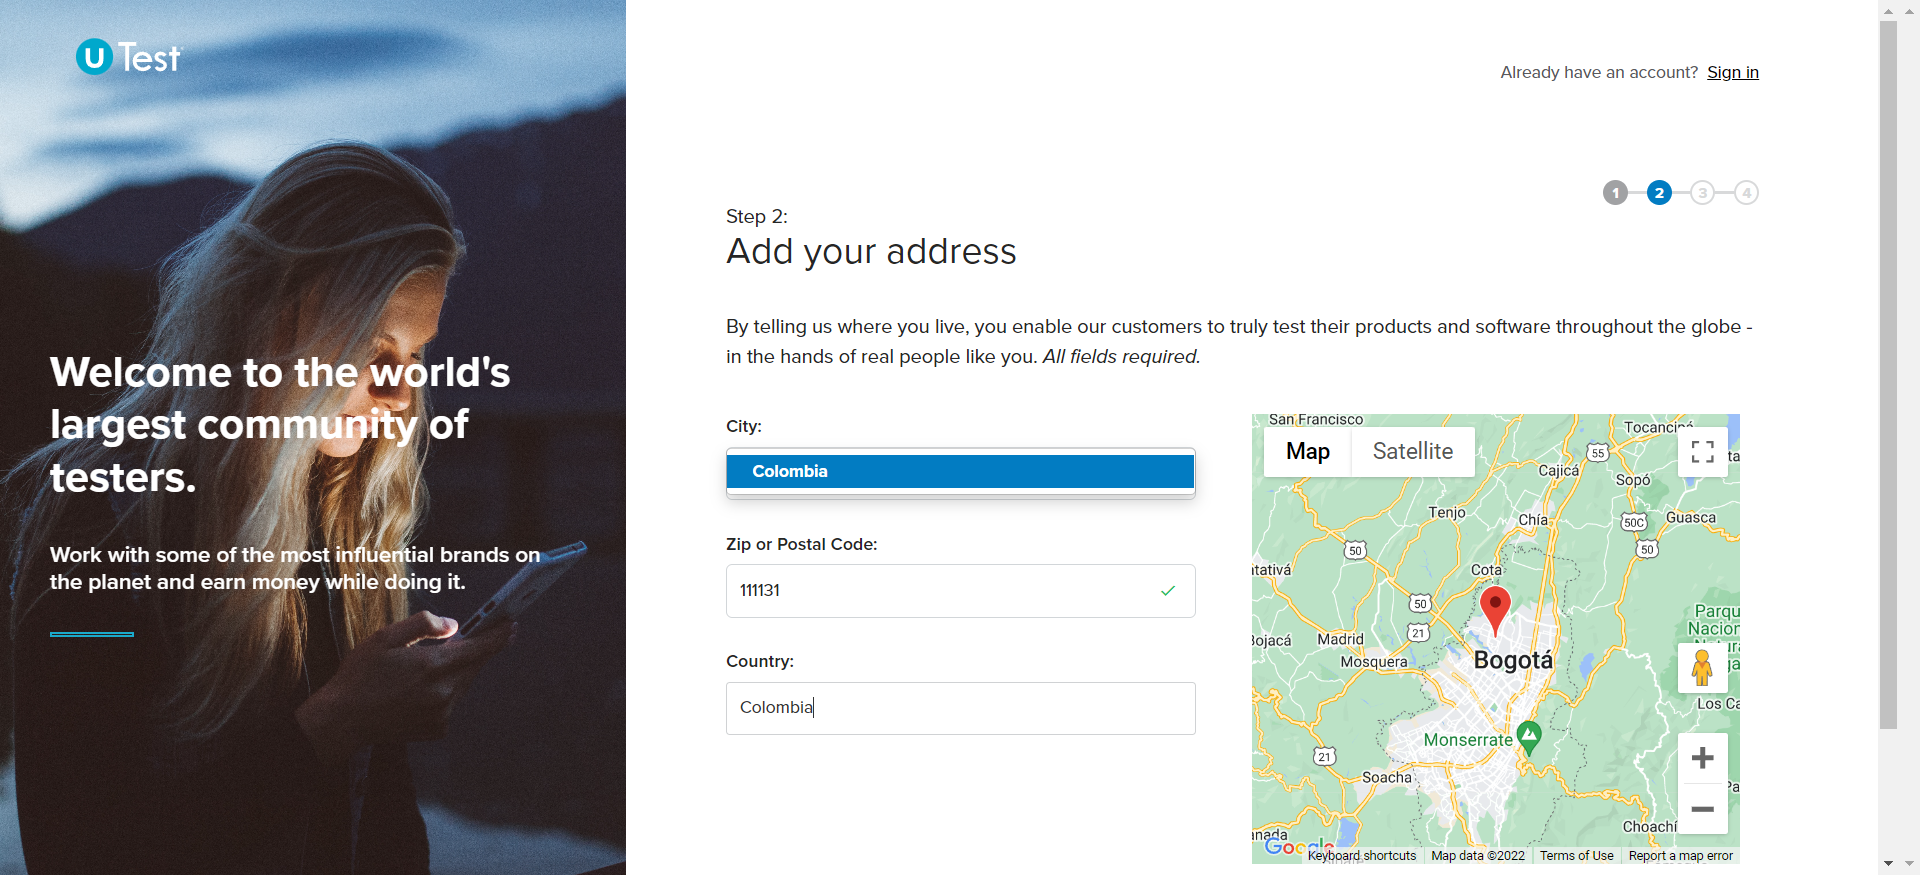 U Test
Already have an account? Sign in
1 2 3 4
Step 2:
Add your address
By telling us where you live, you enable our customers to truly test their products and software throughout the globe -
in the hands of real people like you. All fields required.
Welcome to the world's
largest community of
testers.
Work with some of the most influential brands on
the planet and earn money while doing it.
City:
Colombia
Zip or Postal Code:
111131
Country:
Colombia
San Francisco
Map Satellite
55
Cajicá
Sopó
Tenjo
Chía
50C
Guasca
50
50
Cota
50
21
Madrid
Mosquera
Bogotá
Parqu
Nacion
Los Ca
Monserrate
21
Soacha
Choachí
Google
Keyboard shortcuts Map data ©2022 Terms of Use Report a map error